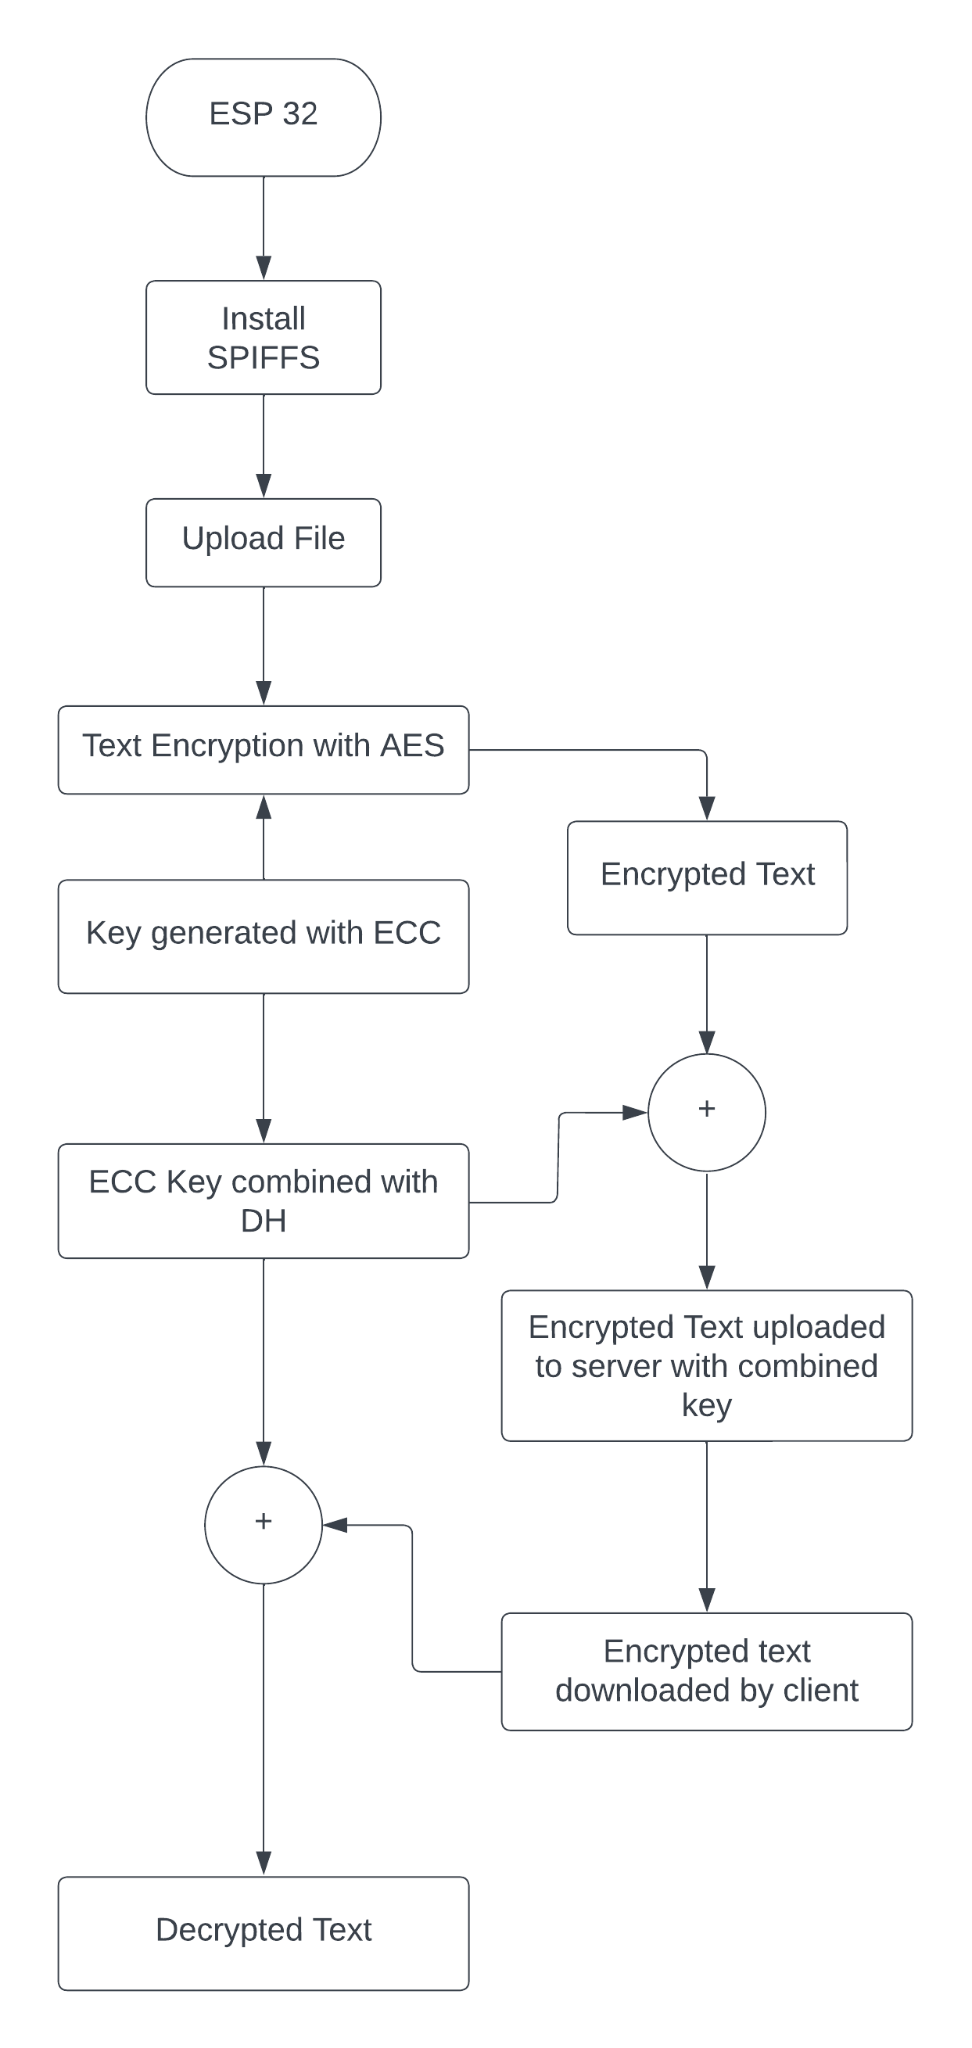 ESP 32
Install
SPIFFS
Upload File
Text Encryption with AES
Encrypted Text
Key generated with ECC
+
ECC Key combined with
DH
Encrypted Text uploaded
to server with combined
key
+
Encrypted text
downloaded by client
Decrypted Text